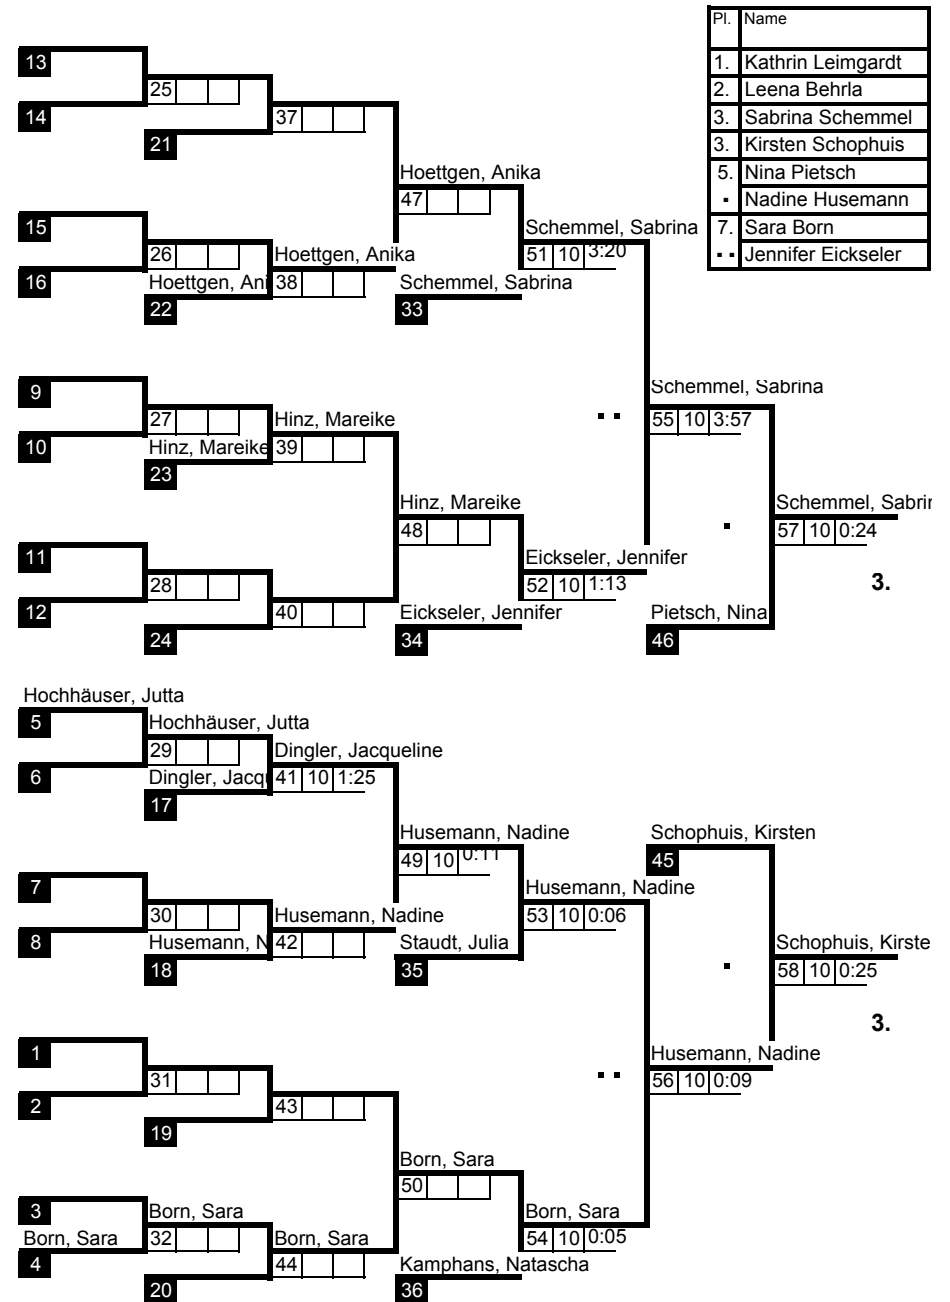 Pl. Name
1. Kathrin Leimgardt
2. Leena Behrla
3. Sabrina Schemmel
3. Kirsten Schophuis
5. Nina Pietsch
Nadine Husemann
7. Sara Born
Jennifer Eickseler
13
25
14
37
21
Hoettgen, Anika
47
15
Schemmel, Sabrina
26
Hoettgen, Anika
51 10 3:20
16
Hoettgen, Ani
38
Schemmel, Sabrina
22
33
9
Schemmel, Sabrina
27
Hinz, Mareike
55 10 3:57
10
Hinz, Mareike
39
23
Hinz, Mareike
Schemmel, Sabrin
48
57 10 0:24
11
Eickseler, Jennifer
28
52 10 1:13
3.
12
40
Eickseler, Jennifer
Pietsch, Nina
24
34
46
Hochhäuser, Jutta
5
Hochhäuser, Jutta
29
Dingler, Jacqueline
6
Dingler, Jacq
41 10 1:25
17
Husemann, Nadine
Schophuis, Kirsten
49 10 0:11
45
7
Husemann, Nadine
30
Husemann, Nadine
53 10 0:06
8
Husemann, N
42
Staudt, Julia
Schophuis, Kirste
18
35
58 10 0:25
3.
1
Husemann, Nadine
31
56 10 0:09
2
43
19
Born, Sara
50
3
Born, Sara
Born, Sara
Born, Sara
32
Born, Sara
54 10 0:05
4
44
Kamphans, Natascha
20
36